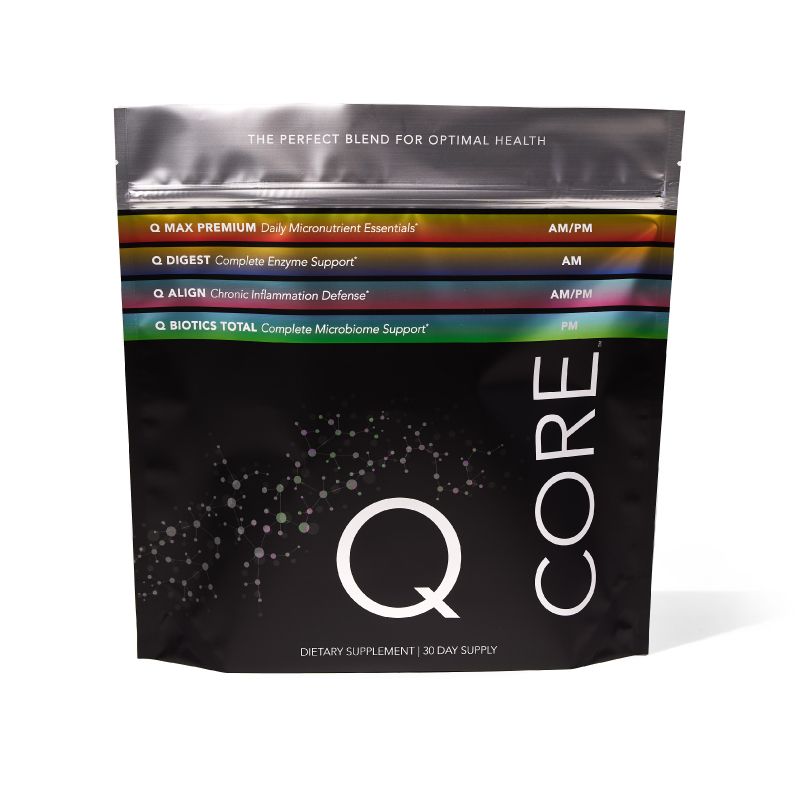 THE PERFECT BLEND FOR OPTIMAL HEALTH
Q MAX PREMIUM Daily Micronutrient Essentials* AM/PM
Q DIGEST Complete Enzyme Support* AM
Q ALIGN Chronic Inflammation Defense* AM/PM
Q BIOTICS TOTAL Complete Microbiome Support* PM
Q
CORE™
DIETARY SUPPLEMENT | 30 DAY SUPPLY